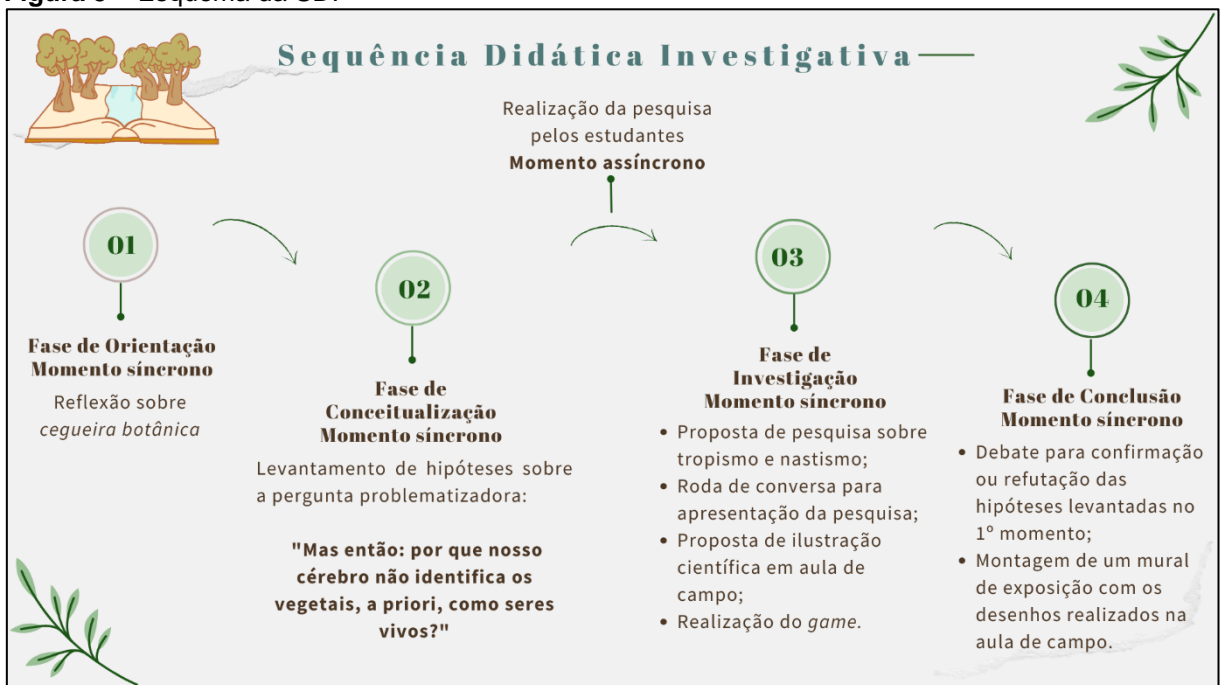 Sequência Didática Investigativa
Realização da pesquisa
pelos estudantes
Momento assíncrono
01
Fase de Orientação
Momento síncrono
Reflexão sobre
cegueira botânica
02
Fase de
Conceitualização
Momento síncrono
Levantamento de hipóteses sobre
a pergunta problematizadora:
"Mas então: por que nosso
cérebro não identifica os
vegetais, a priori, como seres
vivos?"
03
Fase de
Investigação
Momento síncrono
• Proposta de pesquisa sobre
tropismo e nastismo;
• Roda de conversa para
apresentação da pesquisa;
• Proposta de ilustração
científica em aula de
campo;
• Realização do game.
04
Fase de Conclusão
Momento síncrono
• Debate para confirmação
ou refutação das
hipóteses levantadas no
1º momento;
• Montagem de um mural
de exposição com os
desenhos realizados na
aula de campo.